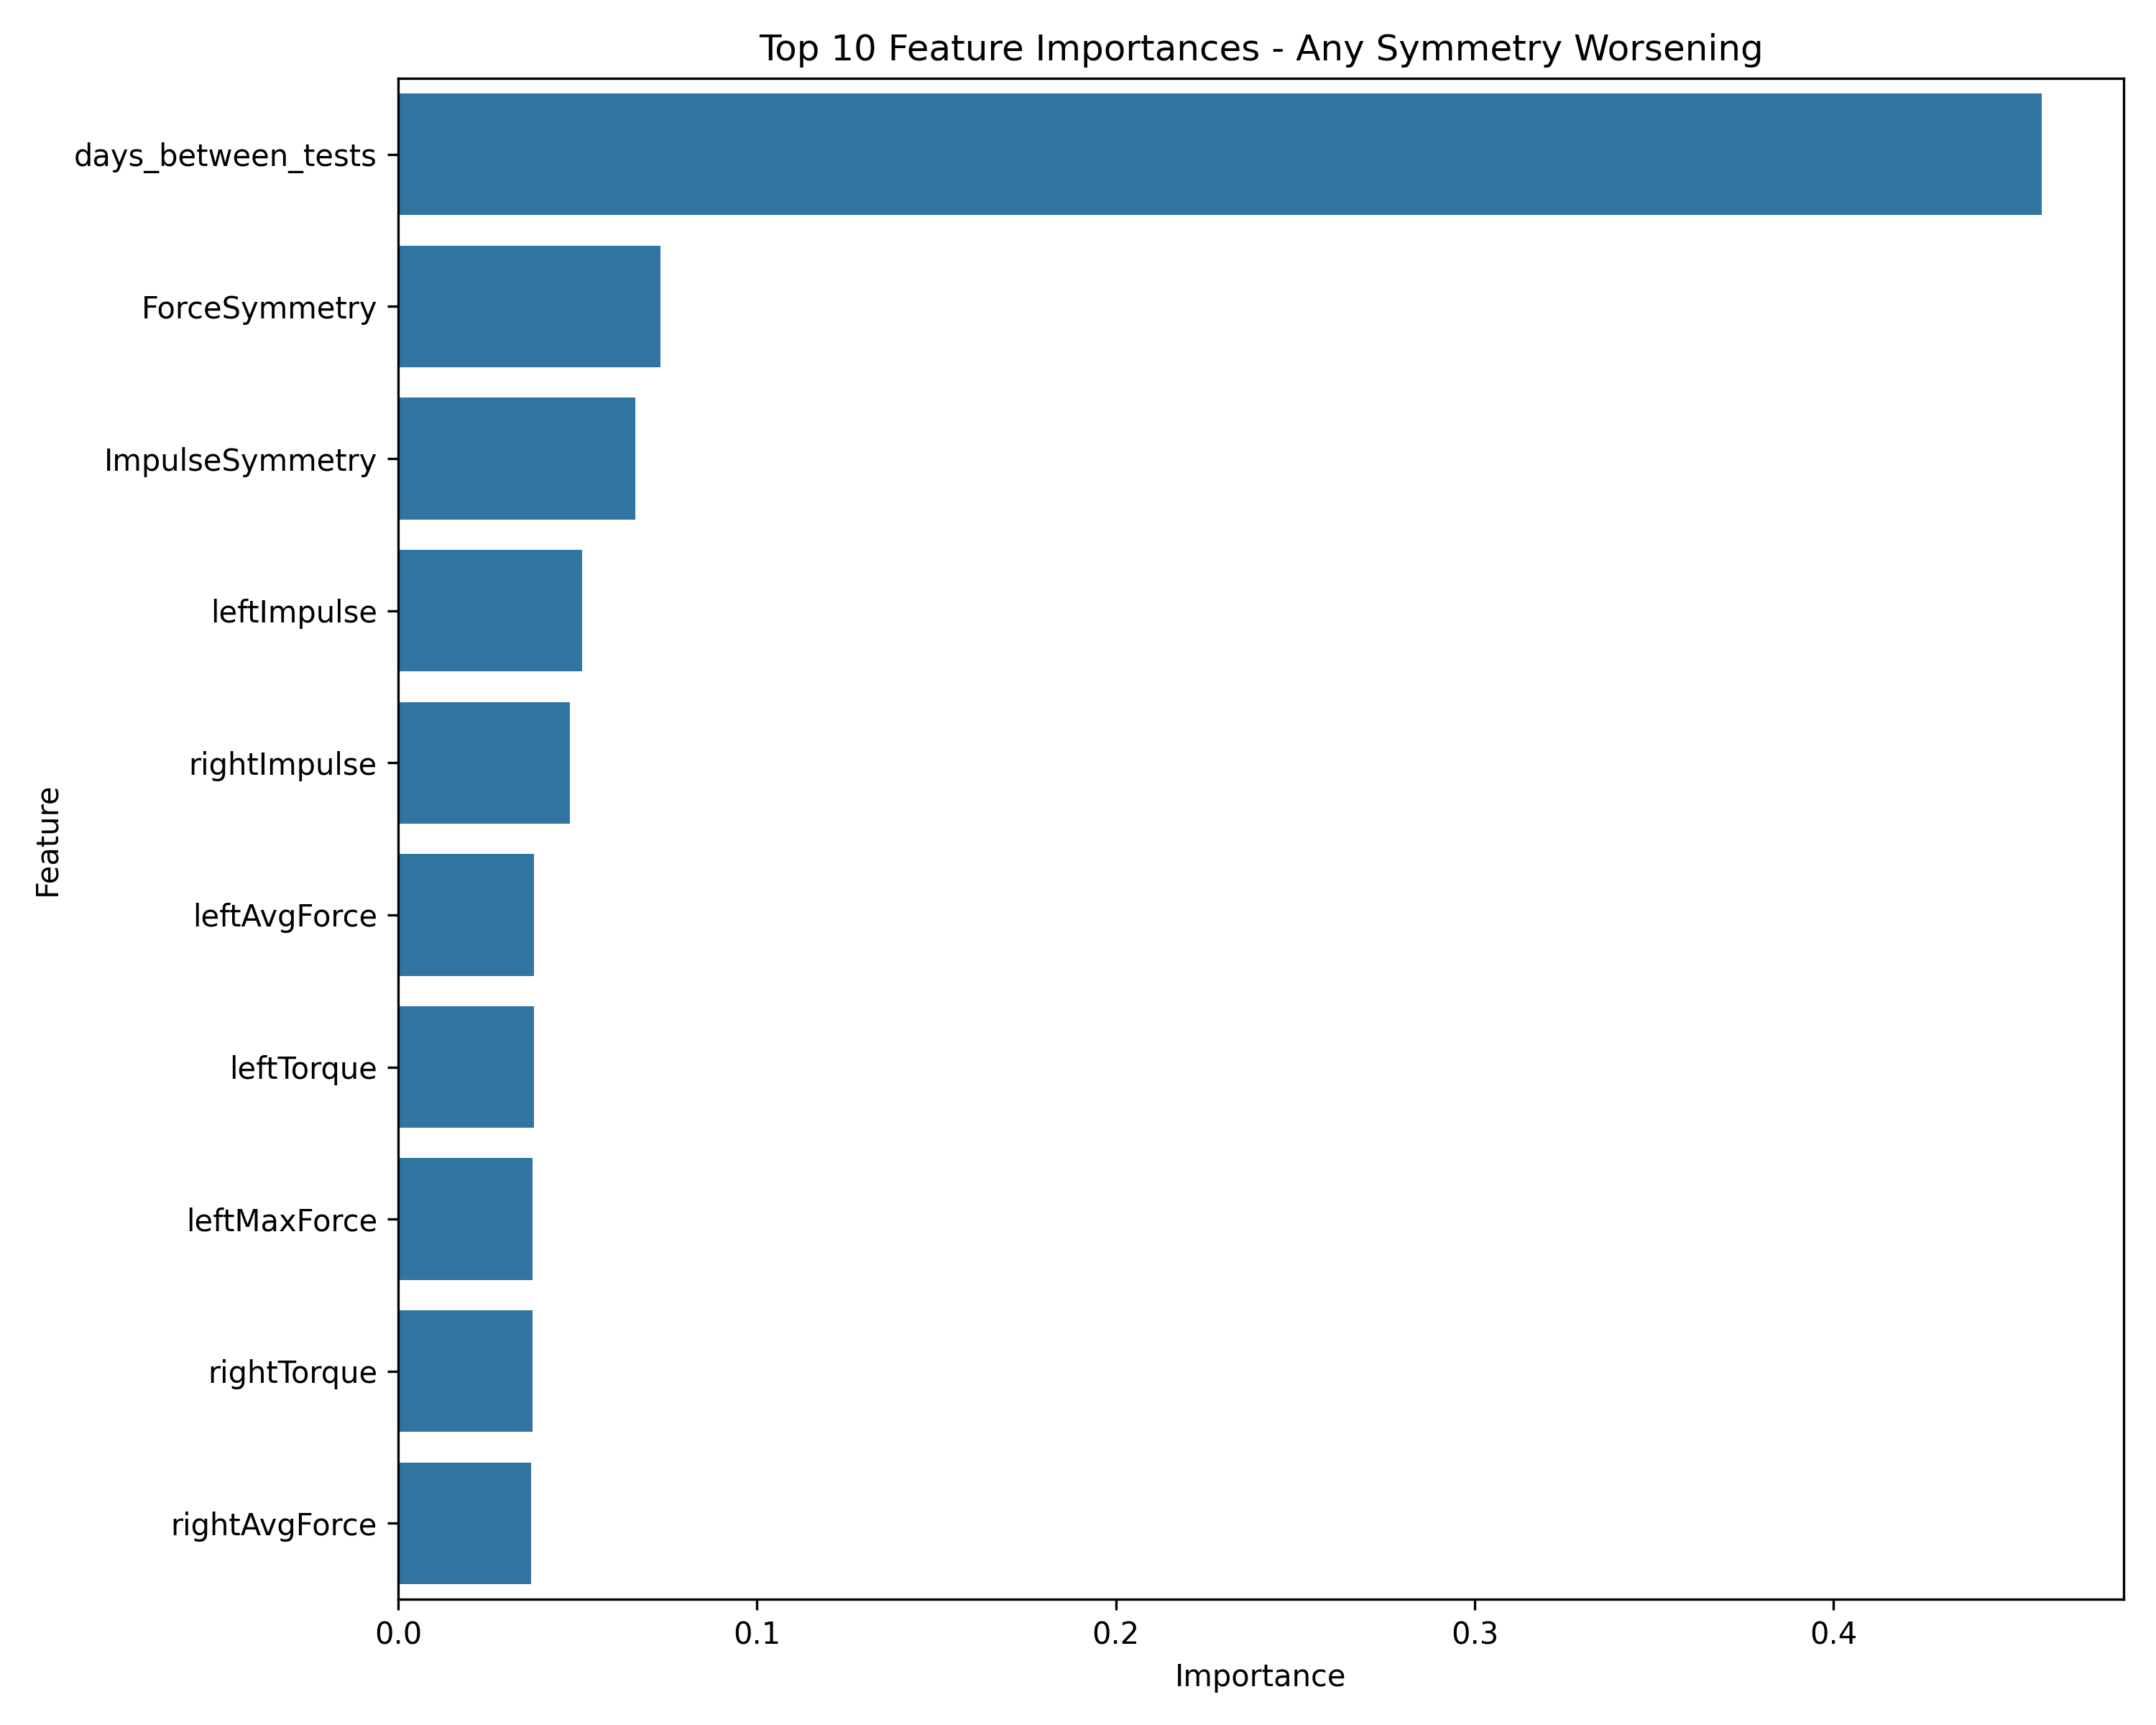 Top 10 Feature Importances - Any Symmetry Worsening
days_between_tests
ForceSymmetry
ImpulseSymmetry
leftImpulse
rightImpulse
leftAvgForce
leftTorque
leftMaxForce
rightTorque
rightAvgForce
Feature
0.0 0.1 0.2 0.3 0.4
Importance